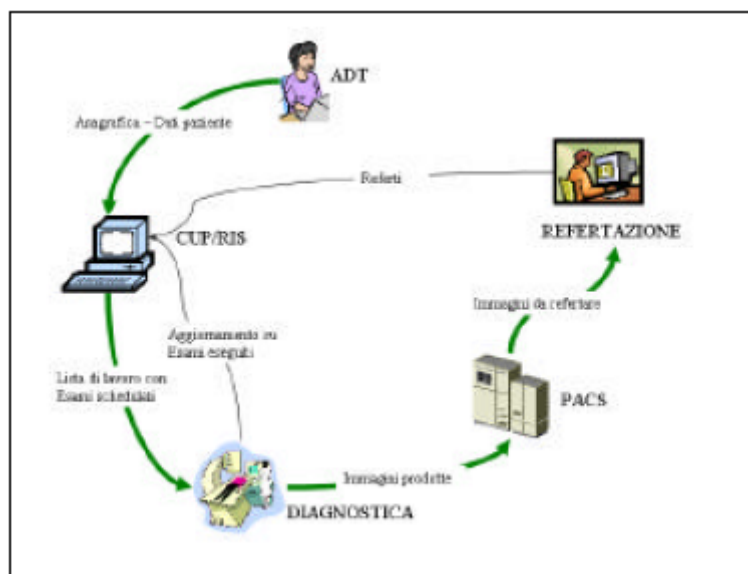 ADT
Anagrafica – Dati paziente
Referti
CUP/RIS
REFERTAZIONE
Immagini da refertare
Aggiornamento su
Esami eseguiti
Lista di lavoro con
Esami schedulati
PACS
Immagini prodotte
DIAGNOSTICA